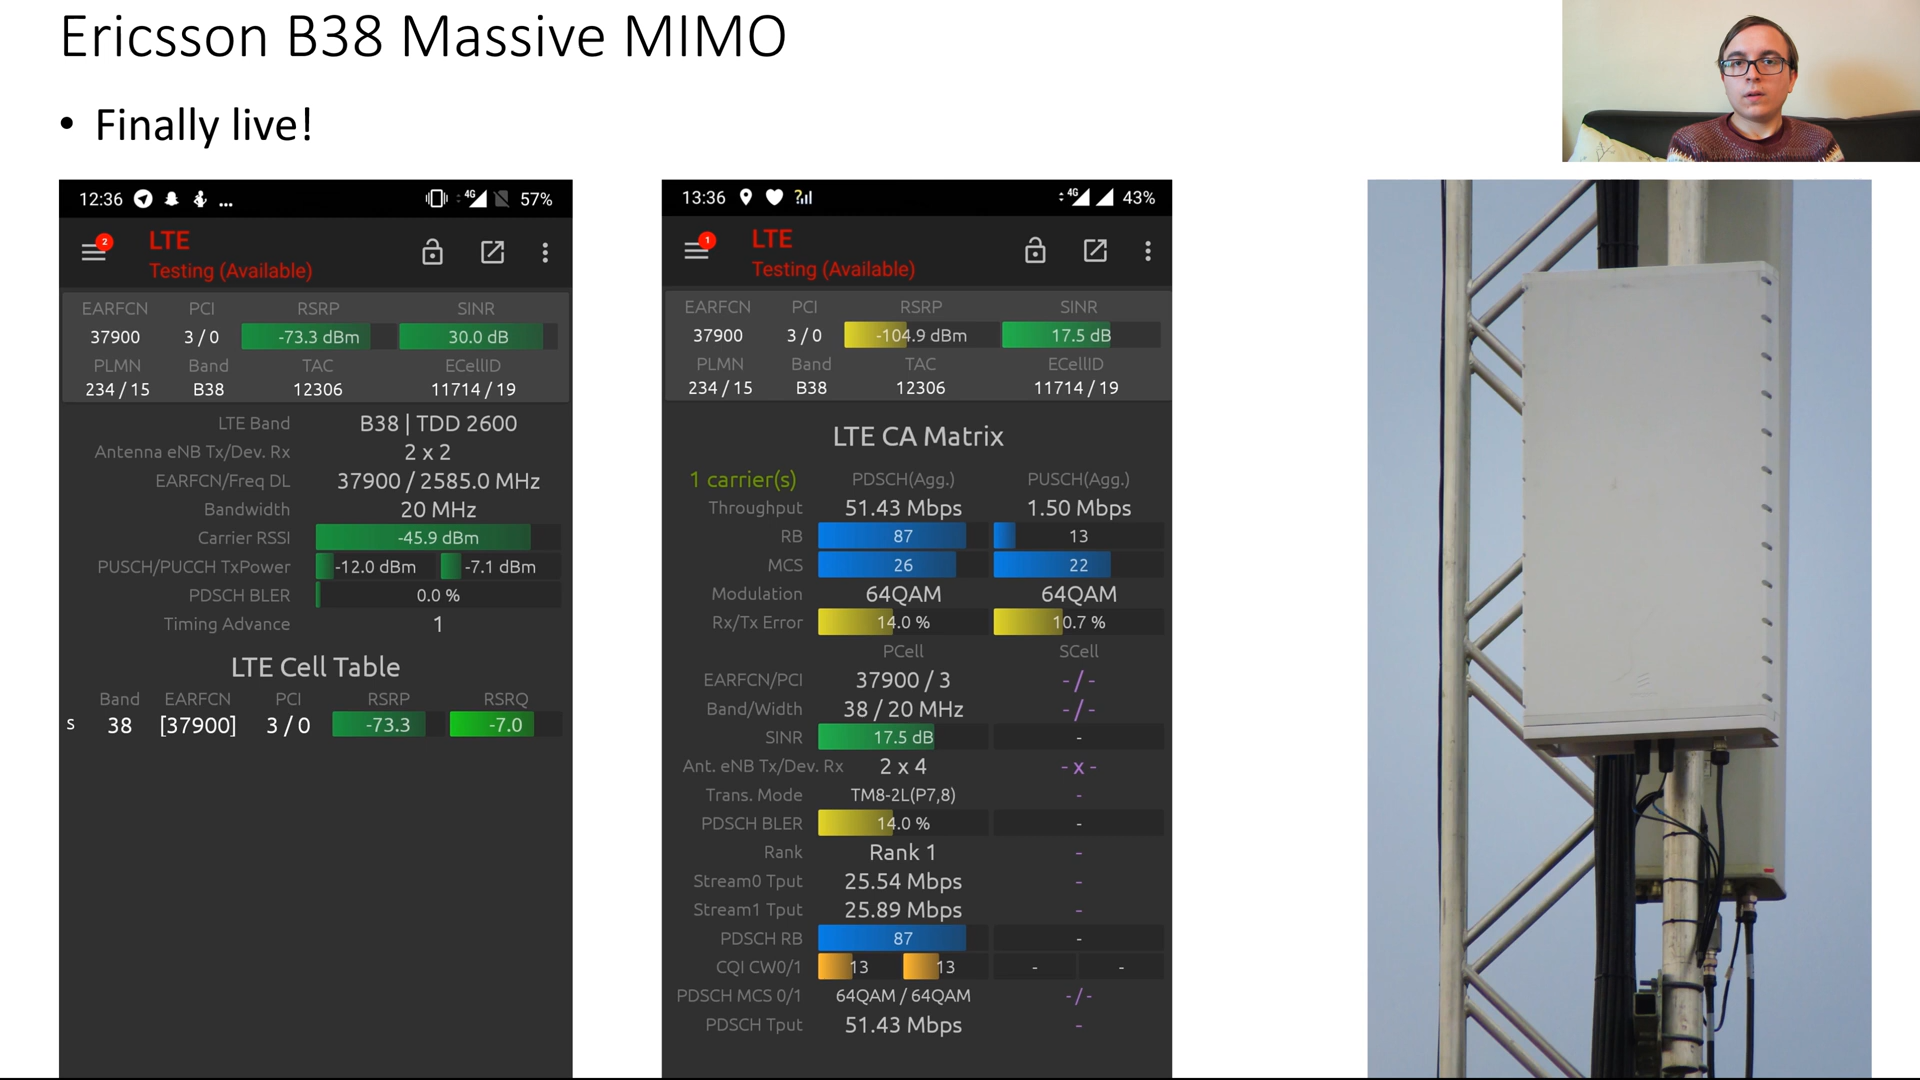 Ericsson B38 Massive MIMO
• Finally live!
12:36 ... 4G 57%
2
LTE
Testing (Available)
EARFCN PCI RSRP SINR
37900 3 / 0 -73.3 dBm 30.0 dB
PLMN Band TAC ECellID
234 / 15 B38 12306 11714 / 19
LTE Band B38 | TDD 2600
Antenna eNB Tx/Dev. Rx 2 x 2
EARFCN/Freq DL 37900 / 2585.0 MHz
Bandwidth 20 MHz
Carrier RSSI -45.9 dBm
PUSCH/PUCCH TxPower -12.0 dBm -7.1 dBm
PDSCH BLER 0.0 %
Timing Advance 1
LTE Cell Table
Band EARFCN PCI RSRP RSRQ
s 38 [37900] 3 / 0 -73.3 -7.0
13:36 ? 4G 43%
1
LTE
Testing (Available)
EARFCN PCI RSRP SINR
37900 3 / 0 -104.9 dBm 17.5 dB
PLMN Band TAC ECellID
234 / 15 B38 12306 11714 / 19
LTE CA Matrix
1 carrier(s) PDSCH(Agg.) PUSCH(Agg.)
Throughput 51.43 Mbps 1.50 Mbps
RB 87 13
MCS 26 22
Modulation 64QAM 64QAM
Rx/Tx Error 14.0 % 10.7 %
PCell SCell
EARFCN/PCI 37900 / 3 - / -
Band/Width 38 / 20 MHz - / -
SINR 17.5 dB -
Ant. eNB Tx/Dev. Rx 2 x 4 - x -
Trans. Mode TM8-2L(P7,8) -
PDSCH BLER 14.0 % -
Rank Rank 1 -
Stream0 Tput 25.54 Mbps -
Stream1 Tput 25.89 Mbps -
PDSCH RB 87 -
CQI CW0/1 13 13 - -
PDSCH MCS 0/1 64QAM / 64QAM - / -
PDSCH Tput 51.43 Mbps -